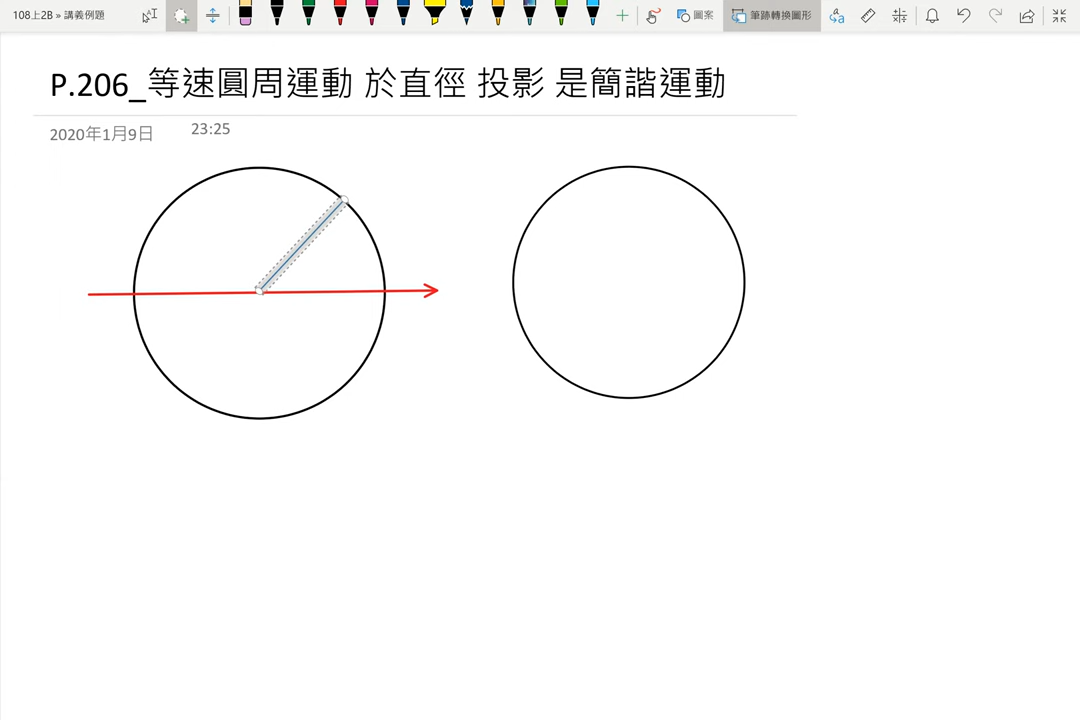 108上2B » 講義例題
圖案
筆跡轉換圖形
P.206_等速圓周運動 於直徑 投影 是簡諧運動
2020年1月9日 23:25